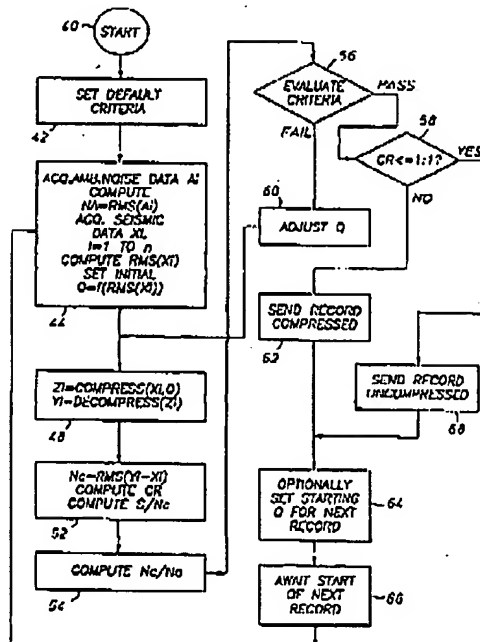 40
START
SET DEFAULT
CRITERIA
42
ACQ.AMB.NOISE DATA Ai
COMPUTE
NA=RMS(Ai)
ACQ. SEISMIC
DATA Xi,
i=1 TO n
COMPUTE RMS(Xi)
SET INITIAL
Q=f(RMS(Xi))
44
Zi=COMPRESS(Xi,Q)
Yi=DECOMPRESS(Zi)
48
Nc=RMS(Yi-Xi)
COMPUTE CR
COMPUTE S/Nc
52
COMPUTE Nc/Na
54
56
EVALUATE
CRITERIA
PASS
FAIL
58
CR<=1:1?
YES
NO
60
ADJUST Q
SEND RECORD
COMPRESSED
62
SEND RECORD
UNCOMPRESSED
68
OPTIONALLY
SET STARTING
Q FOR NEXT
RECORD
64
AWAIT START
OF NEXT
RECORD
66